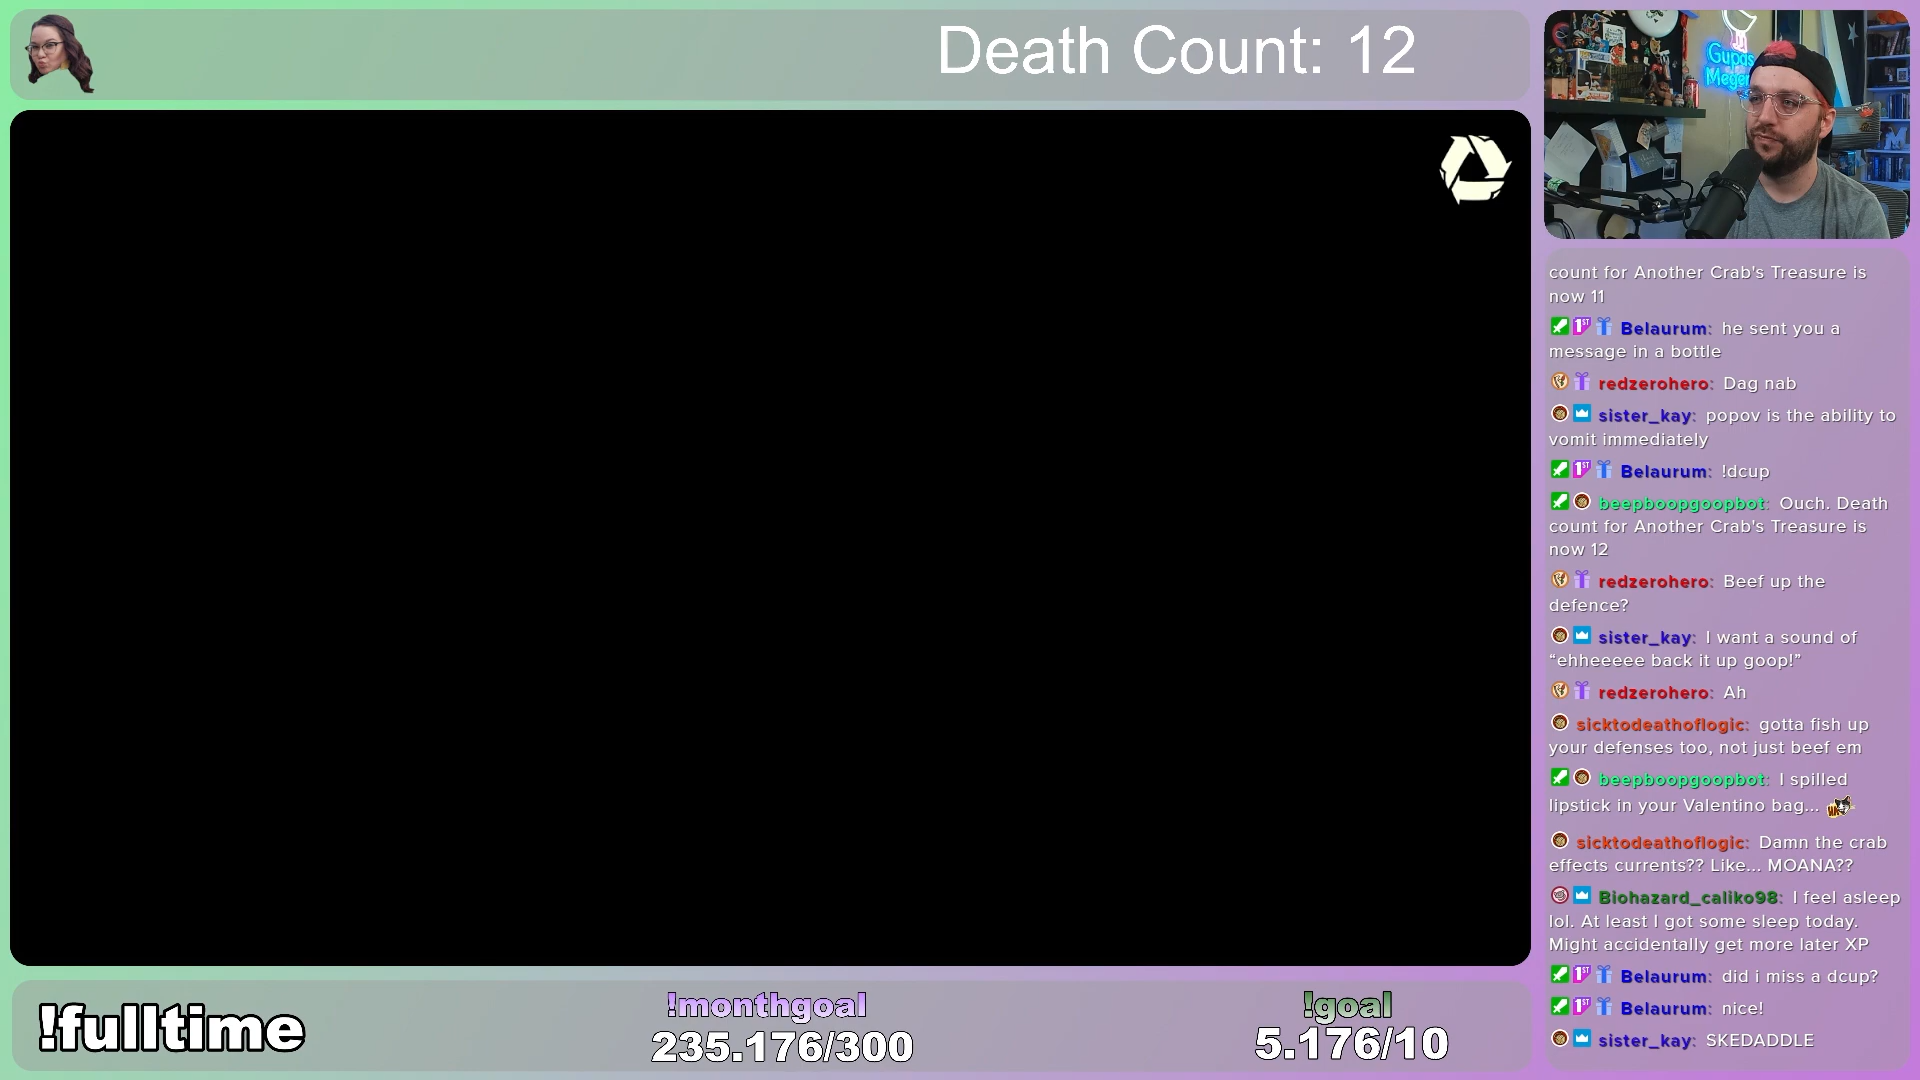 Death Count: 12
Gupas
Meger
count for Another Crab's Treasure is
now 11
Belaurum: he sent you a
message in a bottle
redzerohero: Dag nab
sister_kay: popov is the ability to
vomit immediately
Belaurum: !dcup
beepboopgoopbot: Ouch. Death
count for Another Crab's Treasure is
now 12
redzerohero: Beef up the
defence?
sister_kay: I want a sound of
“ehheeeee back it up goop!”
redzerohero: Ah
sicktodeathoflogic: gotta fish up
your defenses too, not just beef em
beepboopgoopbot: I spilled
lipstick in your Valentino bag...
sicktodeathoflogic: Damn the crab
effects currents?? Like... MOANA??
Biohazard_caliko98: I feel asleep
lol. At least I got some sleep today.
Might accidentally get more later XP
Belaurum: did i miss a dcup?
Belaurum: nice!
sister_kay: SKEDADDLE
!fulltime
!monthgoal
235.176/300
!goal
5.176/10